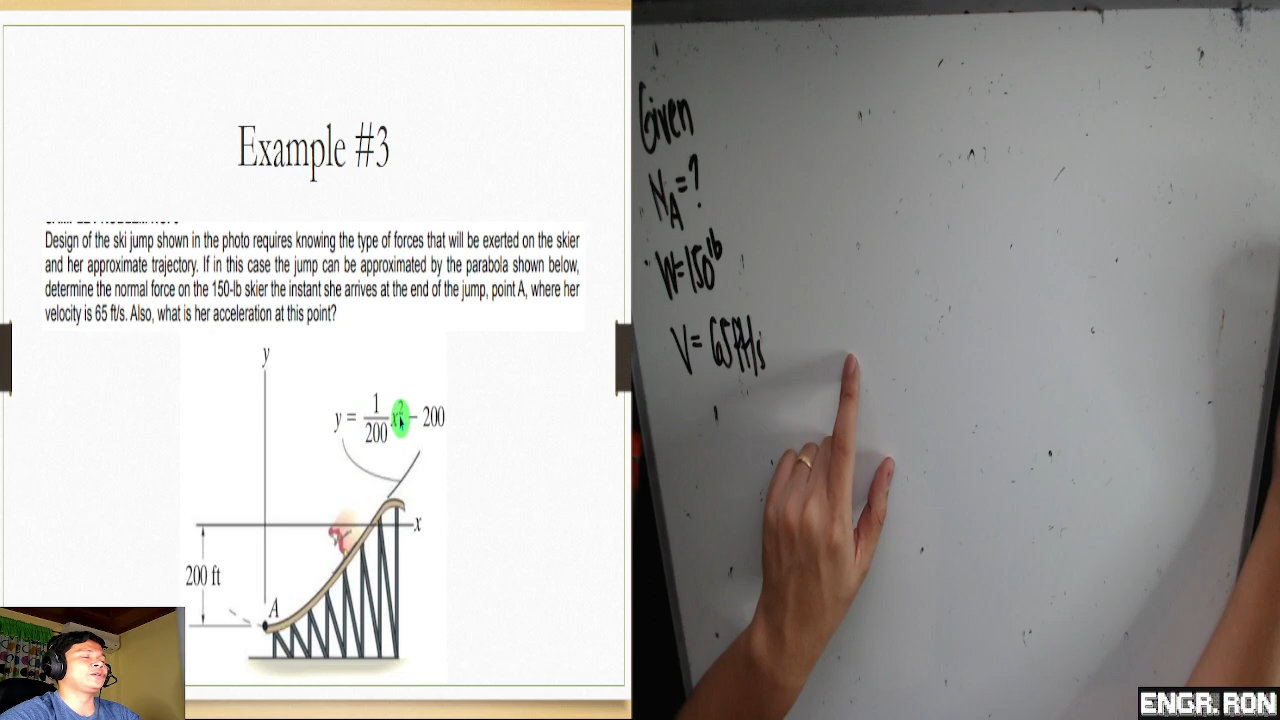 Example #3
Design of the ski jump shown in the photo requires knowing the type of forces that will be exerted on the skier
and her approximate trajectory. If in this case the jump can be approximated by the parabola shown below,
determine the normal force on the 150-lb skier the instant she arrives at the end of the jump, point A, where her
velocity is 65 ft/s. Also, what is her acceleration at this point?
y
y = 1/200 x² − 200
x
200 ft
A
Given
N_A = ?
W = 150 lb
V = 65 ft/s
ENGR. RON